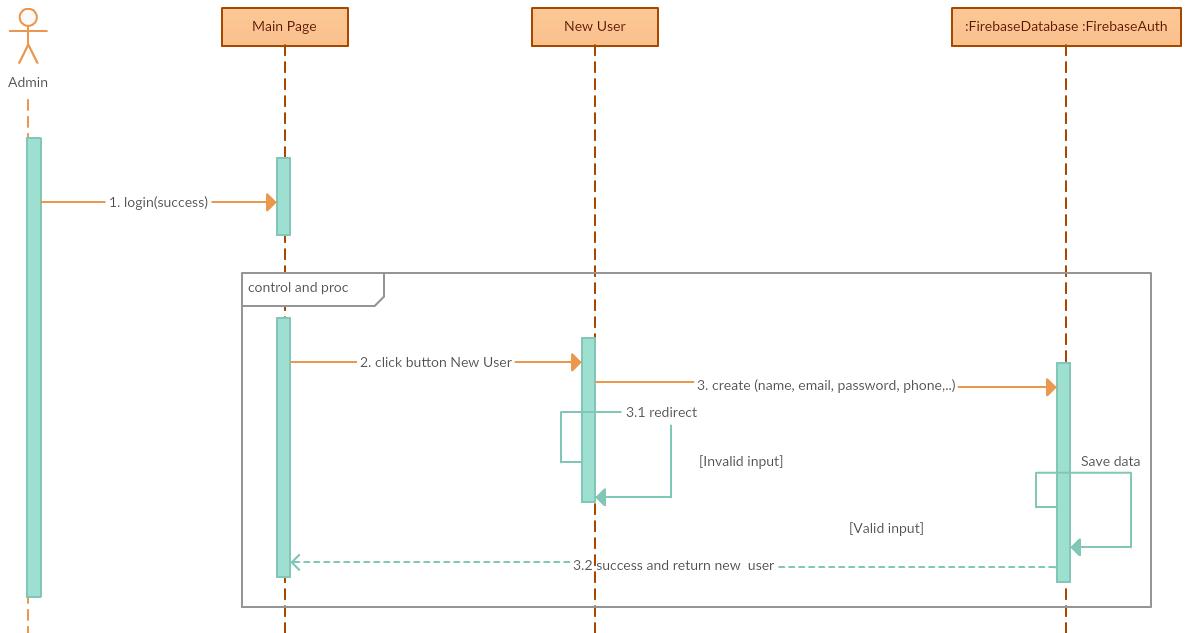 Main Page
New User
:FirebaseDatabase :FirebaseAuth
Admin
1. login(success)
control and proc
2. click button New User
3. create (name, email, password, phone,..)
3.1 redirect
[Invalid input]
Save data
[Valid input]
3.2 success and return new  user